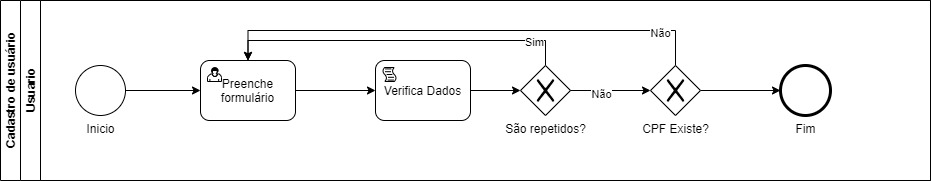 Cadastro de usuário
Usuario
Inicio
Preenche
formulário
Verifica Dados
Sim
São repetidos?
Não
Não
CPF Existe?
Fim